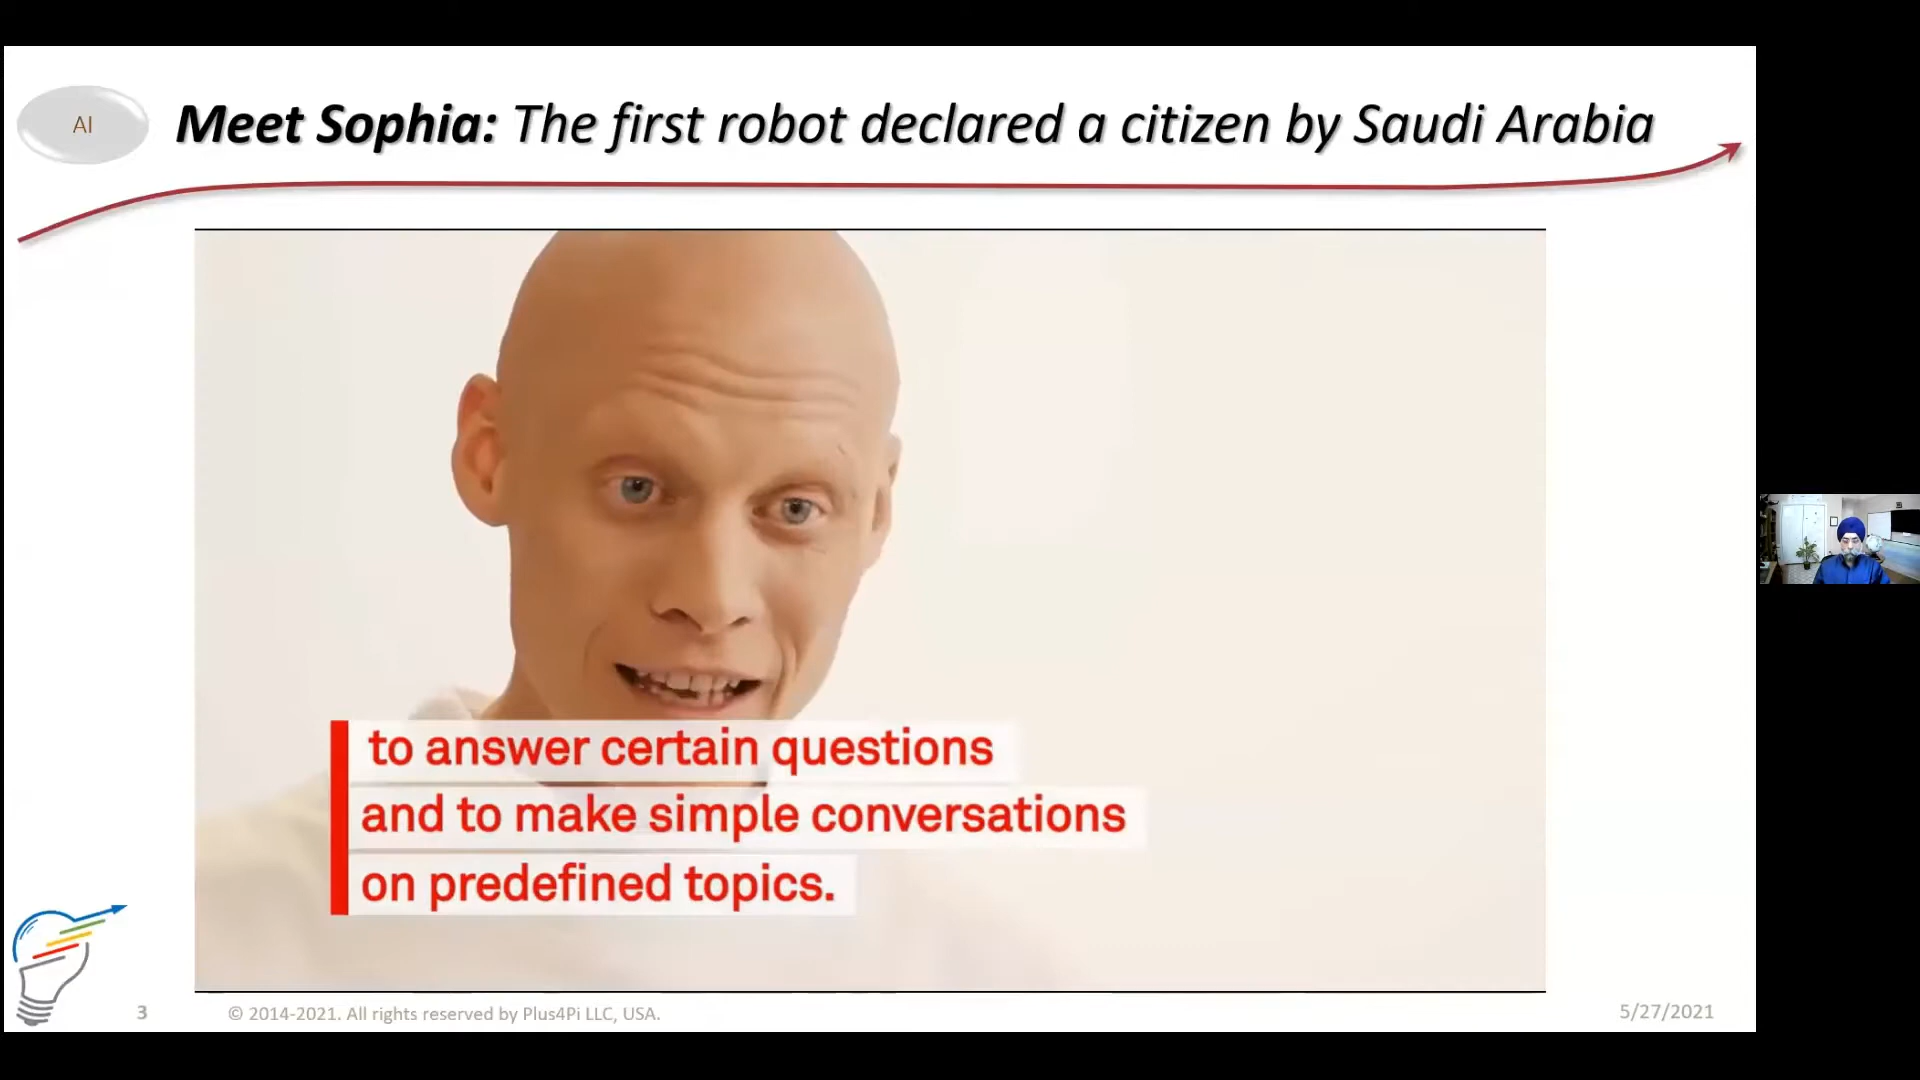 AI
Meet Sophia: The first robot declared a citizen by Saudi Arabia
to answer certain questions
and to make simple conversations
on predefined topics.
3
© 2014-2021. All rights reserved by Plus4Pi LLC, USA.
5/27/2021